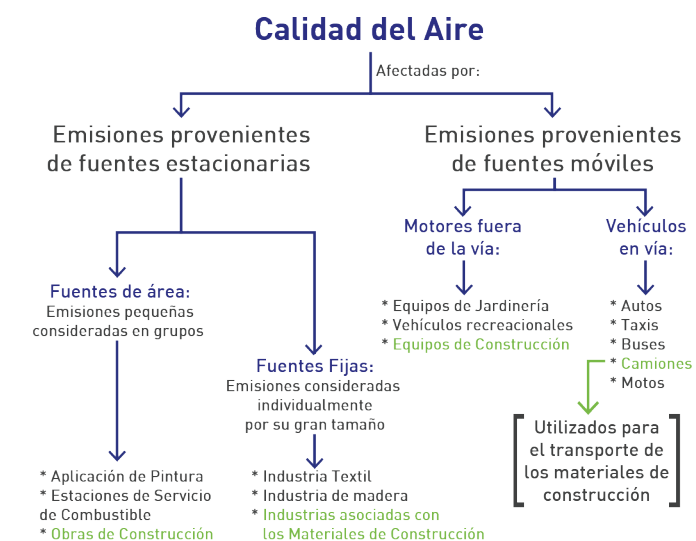 Calidad del Aire
Afectadas por:
Emisiones provenientes
de fuentes estacionarias
Emisiones provenientes
de fuentes móviles
Fuentes de área:
Emisiones pequeñas
consideradas en grupos
* Aplicación de Pintura
* Estaciones de Servicio
de Combustible
* Obras de Construcción
Fuentes Fijas:
Emisiones consideradas
individualmente
por su gran tamaño
* Industria Textil
* Industria de madera
* Industrias asociadas con
los Materiales de Construcción
Motores fuera
de la vía:
* Equipos de Jardinería
* Vehículos recreacionales
* Equipos de Construcción
Vehículos
en vía:
* Autos
* Taxis
* Buses
* Camiones
* Motos
Utilizados para
el transporte de
los materiales de
construcción